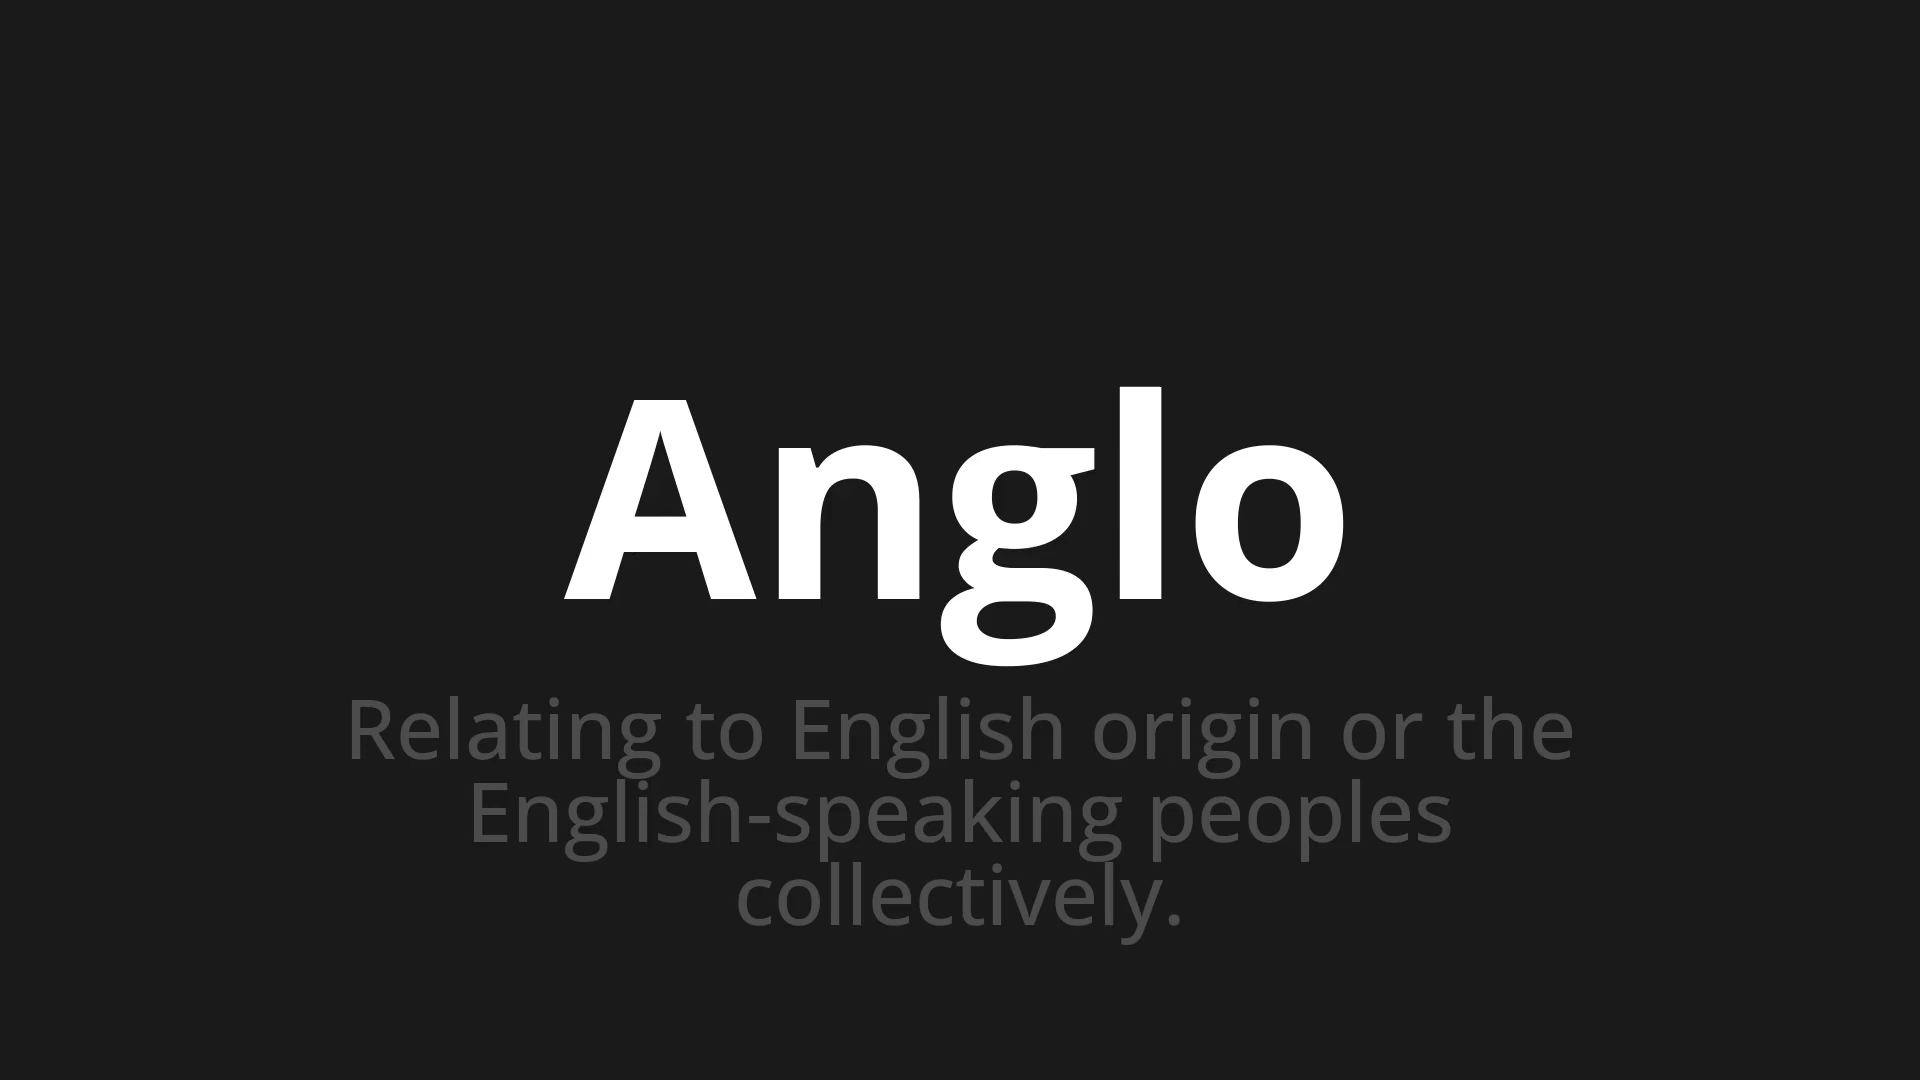 Anglo
Relating to English origin or the
English-speaking peoples
collectively.